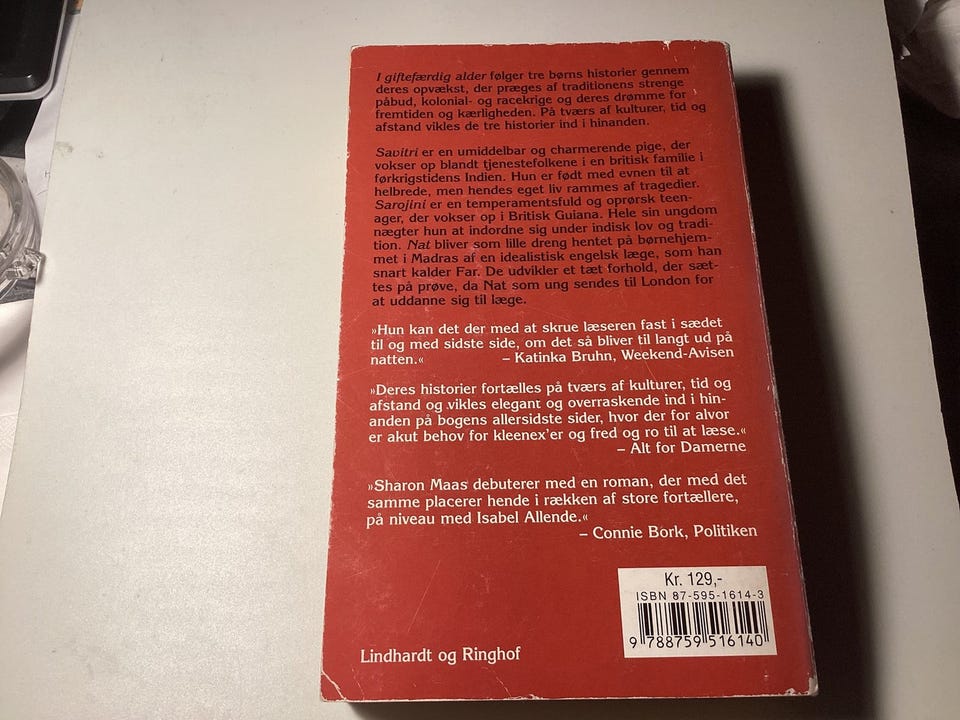 I giftefærdig alder følger tre børns historier gennem
deres opvækst, der præges af traditionens strenge
påbud, kolonial- og racekrige og deres drømme for
fremtiden og kærligheden. På tværs af kulturer, tid og
afstand vikles de tre historier ind i hinanden.
Savitri er en umiddelbar og charmerende pige, der
vokser op blandt tjenestefolkene i en britisk familie i
førkrigstidens Indien. Hun er født med evnen til at
helbrede, men hendes eget liv rammes af tragedier.
Sarojini er en temperamentsfuld og oprørsk teen-
ager, der vokser op i Britisk Guiana. Hele sin ungdom
nægter hun at indordne sig under indisk lov og tradi-
tion. Nat bliver som lille dreng hentet på børnehjem-
met i Madras af en idealistisk engelsk læge, som han
snart kalder Far. De udvikler et tæt forhold, der sæt-
tes på prøve, da Nat som ung sendes til London for
at uddanne sig til læge.
»Hun kan det der med at skrue læseren fast i sædet
til og med sidste side, om det så bliver til langt ud på
natten.« – Katinka Bruhn, Weekend-Avisen
»Deres historier fortælles på tværs af kulturer, tid og
afstand og vikles elegant og overraskende ind i hin-
anden på bogens allersidste sider, hvor der for alvor
er akut behov for kleenex'er og fred og ro til at læse.«
– Alt for Damerne
»Sharon Maas debuterer med en roman, der med det
samme placerer hende i rækken af store fortællere,
på niveau med Isabel Allende.«
– Connie Bork, Politiken
Kr. 129,-
ISBN 87-595-1614-3
9 788759 516140
Lindhardt og Ringhof